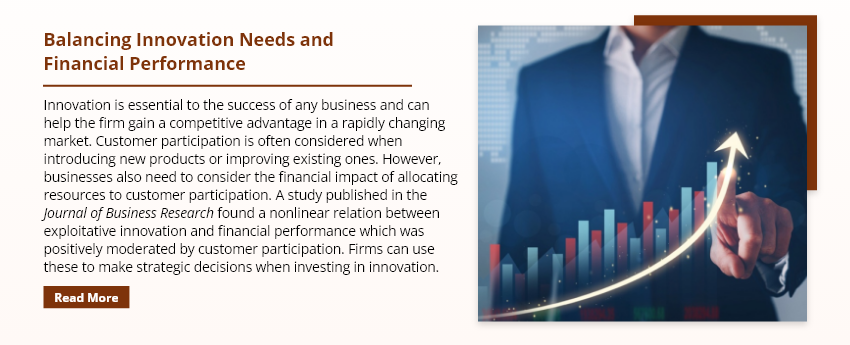 Balancing Innovation Needs and
Financial Performance
Innovation is essential to the success of any business and can
help the firm gain a competitive advantage in a rapidly changing
market. Customer participation is often considered when
introducing new products or improving existing ones. However,
businesses also need to consider the financial impact of allocating
resources to customer participation. A study published in the
Journal of Business Research found a nonlinear relation between
exploitative innovation and financial performance which was
positively moderated by customer participation. Firms can use
these to make strategic decisions when investing in innovation.
Read More